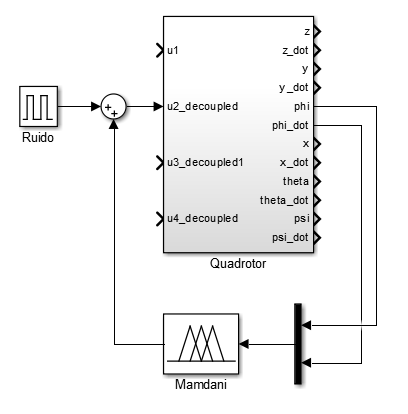 z
u1
z_dot
y
y_dot
u2_decoupled
phi
phi_dot
Ruido
x
u3_decoupled1
x_dot
theta
theta_dot
u4_decoupled
psi
psi_dot
Quadrotor
Mamdani